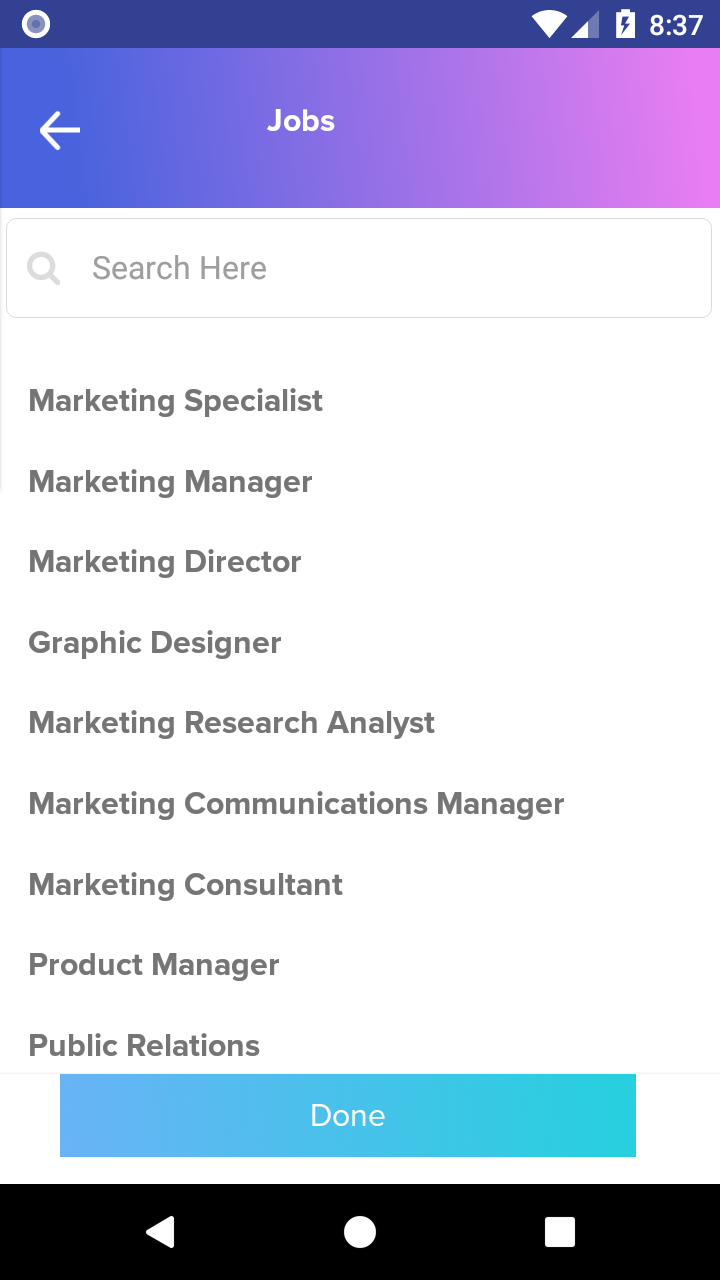 8:37
Jobs
Search Here
Marketing Specialist
Marketing Manager
Marketing Director
Graphic Designer
Marketing Research Analyst
Marketing Communications Manager
Marketing Consultant
Product Manager
Public Relations
Done